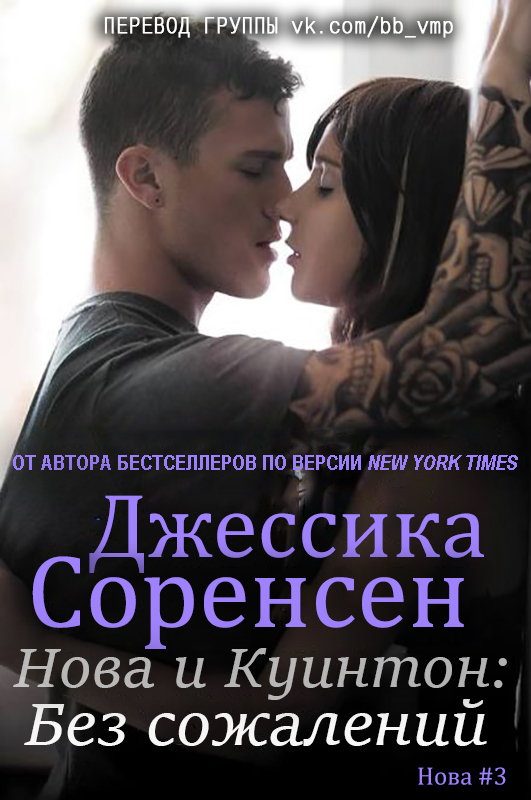 ПЕРЕВОД ГРУППЫ vk.com/bb_vmp
ОТ АВТОРА БЕСТСЕЛЛЕРОВ ПО ВЕРСИИ NEW YORK TIMES
Джессика
Соренсен
Нова и Куинтон:
Без сожалений
Нова #3